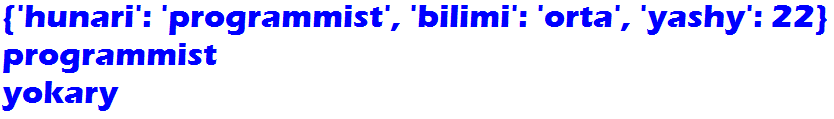 {'hunari': 'programmist', 'bilimi': 'orta', 'yashy': 22}
programmist
yokary